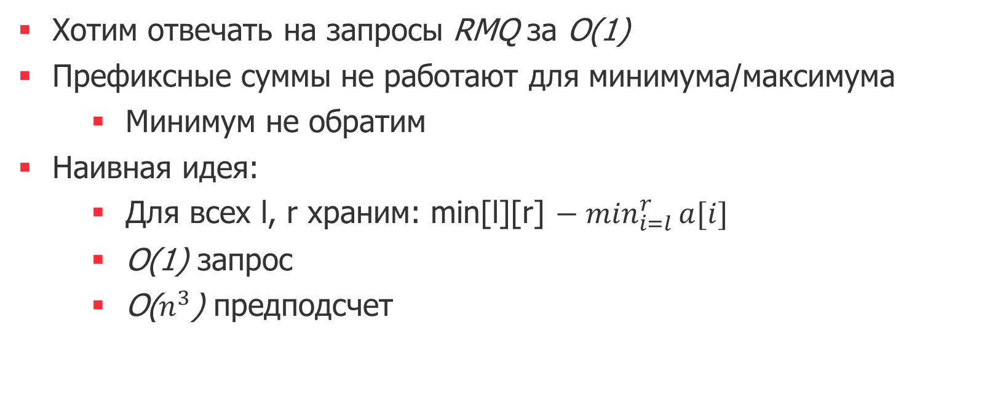 Хотим отвечать на запросы RMQ за O(1)
Префиксные суммы не работают для минимума/максимума
Минимум не обратим
Наивная идея:
Для всех l, r храним: min[l][r] − $min_{i=l}^{r} a[i]$
O(1) запрос
O($n^3$) предподсчет